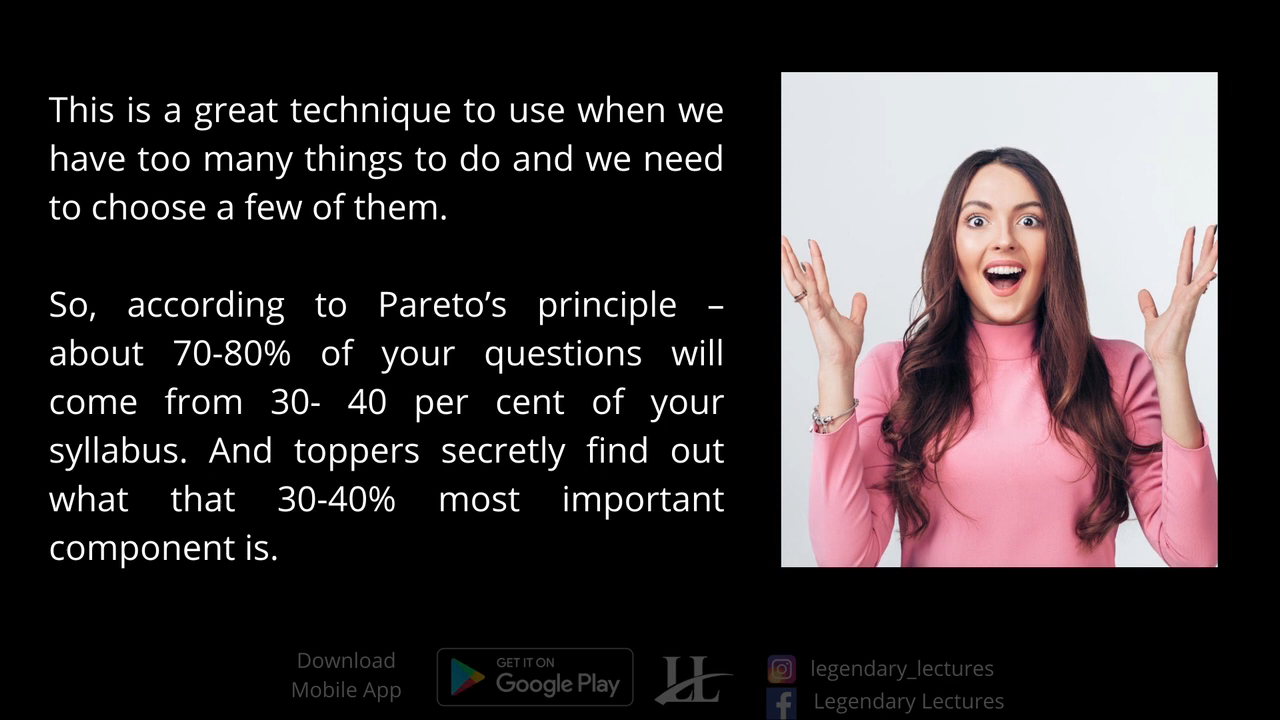 This is a great technique to use when we
have too many things to do and we need
to choose a few of them.
So, according to Pareto’s principle –
about 70-80% of your questions will
come from 30- 40 per cent of your
syllabus. And toppers secretly find out
what that 30-40% most important
component is.
Download
Mobile App
GET IT ON
Google Play
LL
legendary_lectures
Legendary Lectures